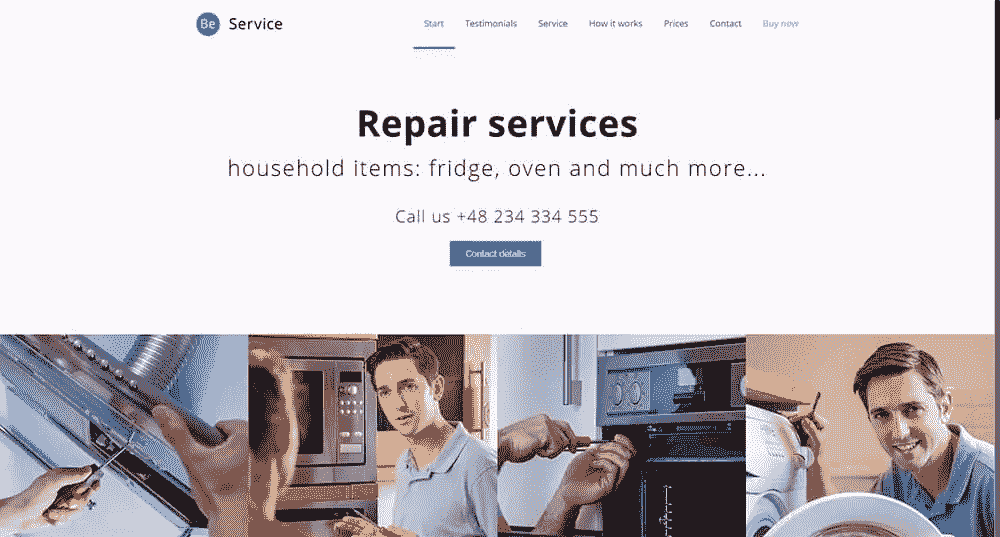 Be Service Start Testimonials Service How it works Prices Contact Buy now
Repair services
household items: fridge, oven and much more...
Call us +48 234 334 555
Contact details